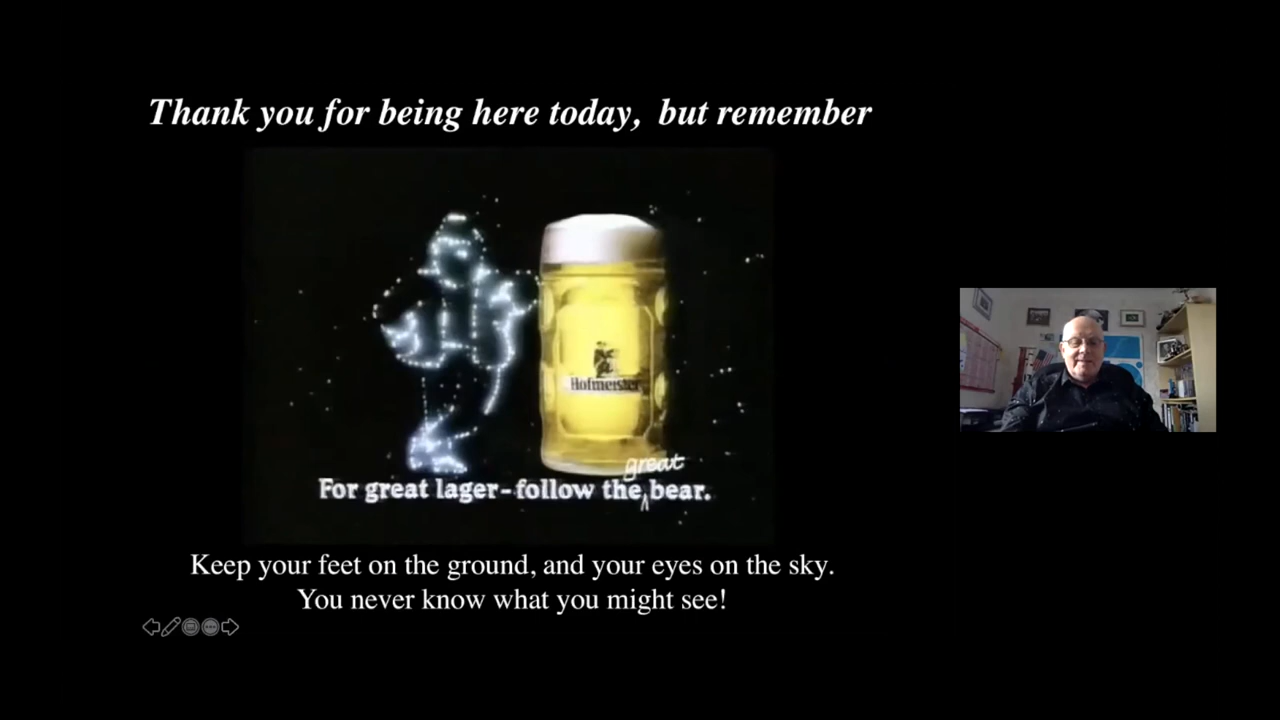 Thank you for being here today, but remember
Hofmeister
great
For great lager-follow the bear.
Keep your feet on the ground, and your eyes on the sky.
You never know what you might see!